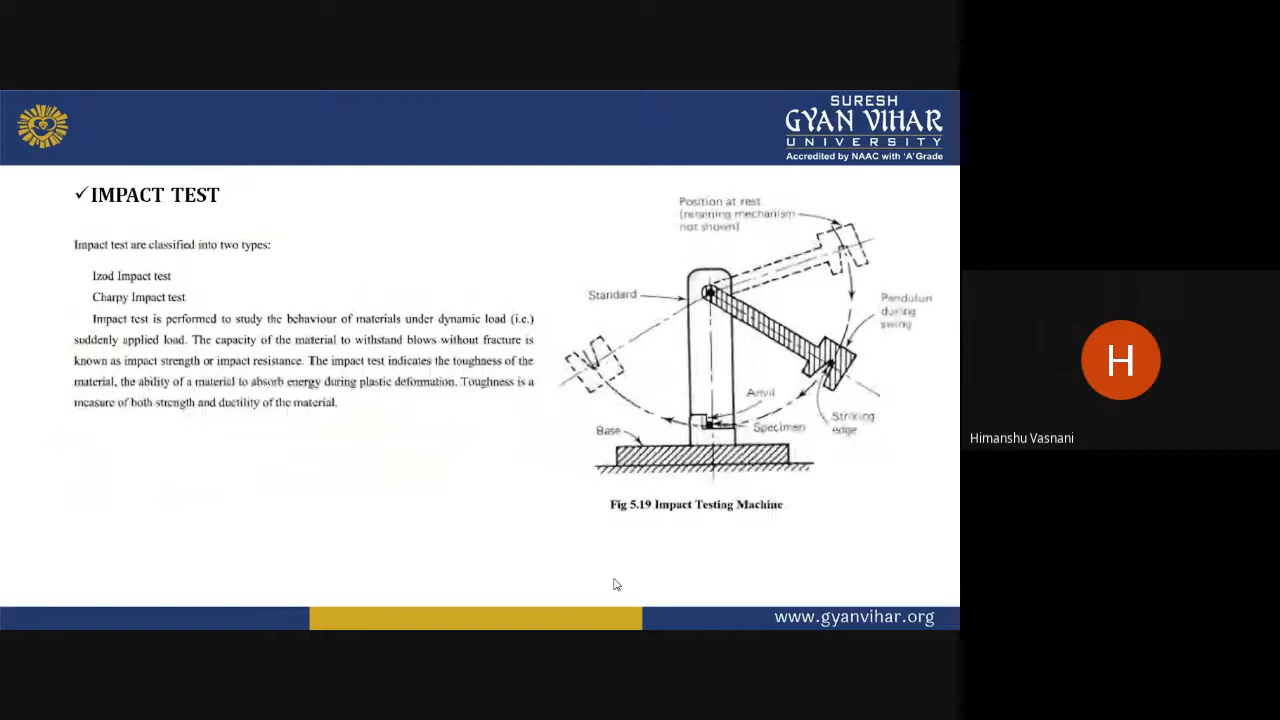 SURESH
GYAN VIHAR
UNIVERSITY
Accredited by NAAC with 'A' Grade
✓IMPACT TEST
Impact test are classified into two types:
Izod Impact test
Charpy Impact test
Impact test is performed to study the behaviour of materials under dynamic load (i.e.)
suddenly applied load. The capacity of the material to withstand blows without fracture is
known as impact strength or impact resistance. The impact test indicates the toughness of the
material, the ability of a material to absorb energy during plastic deformation. Toughness is a
measure of both strength and ductility of the material.
Position at rest
(retaining mechanism
not shown)
Standard
Pendulun
during
swing
Anvil
Specimen
Striking
edge
Base
Fig 5.19 Impact Testing Machine
www.gyanvihar.org
H
Himanshu Vasnani